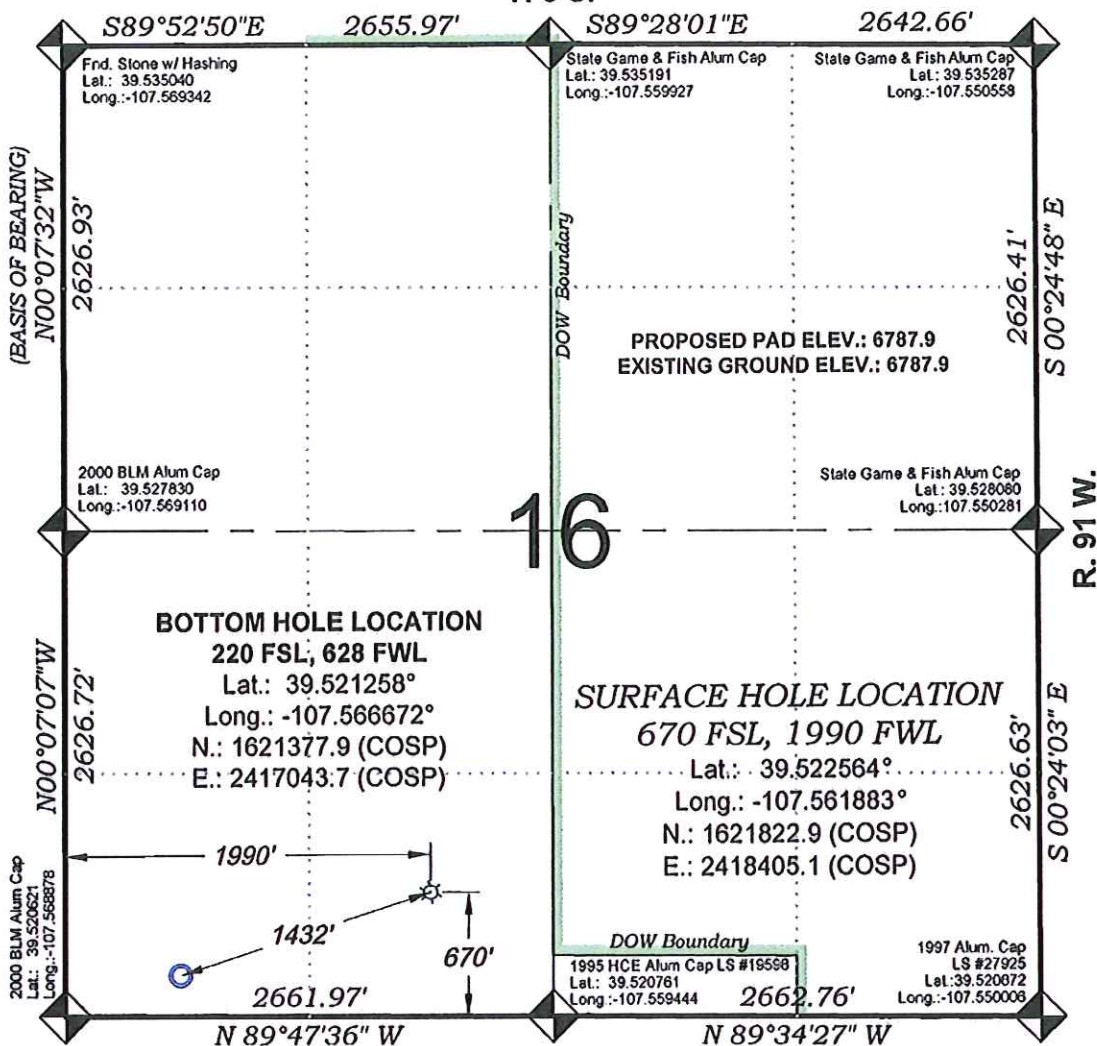 S89°52'50"E 2655.97' S89°28'01"E 2642.66'
Fnd. Stone w/ Hashing
Lat.: 39.535040
Long.:-107.569342
State Game & Fish Alum Cap
Lat.: 39.535191
Long.:-107.559927
State Game & Fish Alum Cap
Lat.: 39.535287
Long.:-107.550558
(BASIS OF BEARING)
N00°07'32"W
2626.93'
DOW Boundary
2626.41'
S 00°24'48" E
PROPOSED PAD ELEV.: 6787.9
EXISTING GROUND ELEV.: 6787.9
2000 BLM Alum Cap
Lat.: 39.527830
Long.:-107.569110
State Game & Fish Alum Cap
Lat.: 39.528080
Long.:107.550281
16
R. 91 W.
BOTTOM HOLE LOCATION
220 FSL, 628 FWL
Lat.: 39.521258°
Long.: -107.566672°
N.: 1621377.9 (COSP)
E.: 2417043.7 (COSP)
SURFACE HOLE LOCATION
670 FSL, 1990 FWL
Lat.: 39.522564°
Long.: -107.561883°
N.: 1621822.9 (COSP)
E.: 2418405.1 (COSP)
N00°07'07"W
2626.72'
2626.63'
S 00°24'03" E
1990'
1432'
670'
2000 BLM Alum Cap
Lat.: 39.520621
Long.:-107.568878
DOW Boundary
1995 HCE Alum Cap LS #19598
Lat.: 39.520761
Long.:-107.559444
1997 Alum. Cap
LS #27925
Lat.:39.520672
Long.:-107.550006
2661.97' 2662.76'
N 89°47'36" W N 89°34'27" W